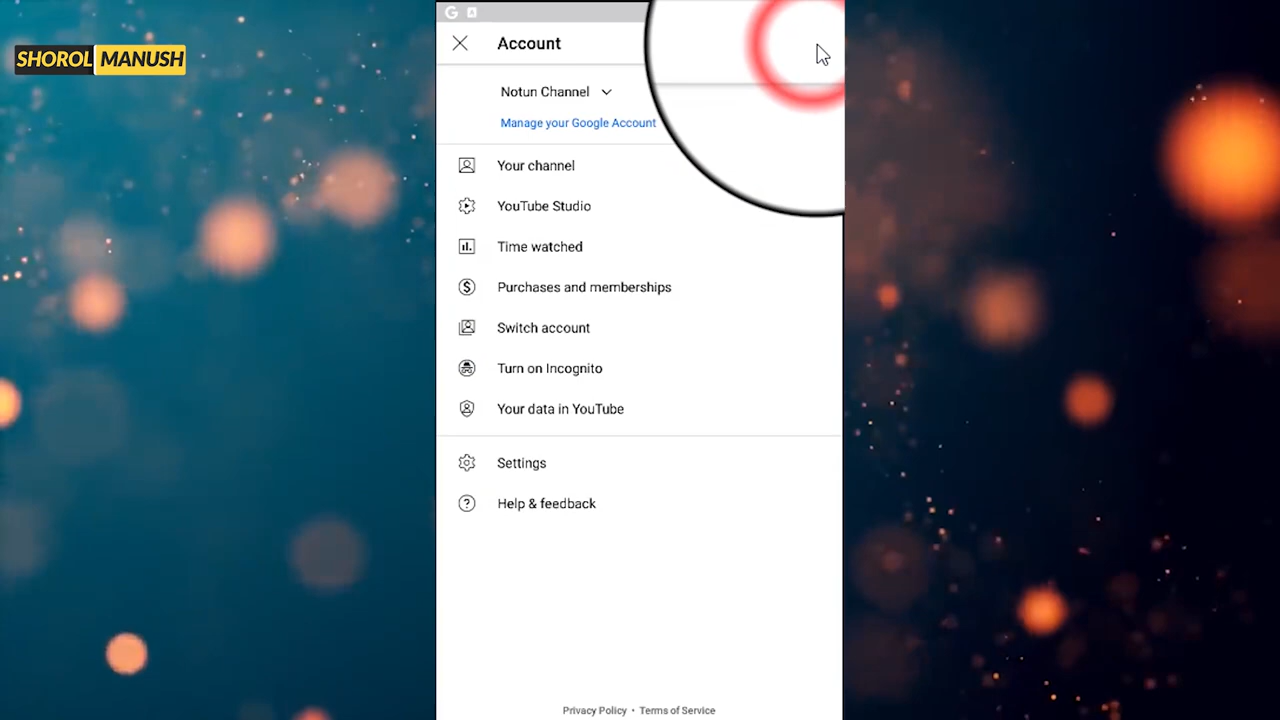 SHOROL MANUSH
Account
Notun Channel
Manage your Google Account
Your channel
YouTube Studio
Time watched
Purchases and memberships
Switch account
Turn on Incognito
Your data in YouTube
Settings
Help & feedback
Privacy Policy • Terms of Service